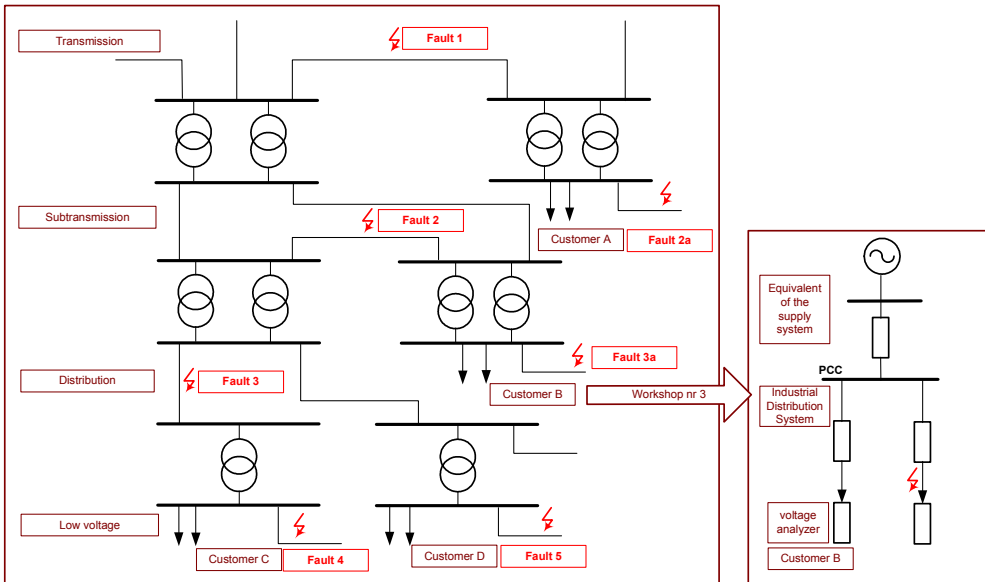 Transmission
Fault 1
Subtransmission
Fault 2
Customer A
Fault 2a
Distribution
Fault 3
Fault 3a
Customer B
Workshop nr 3
Low voltage
Customer C
Fault 4
Customer D
Fault 5
Equivalent
of the
supply
system
PCC
Industrial
Distribution
System
voltage
analyzer
Customer B